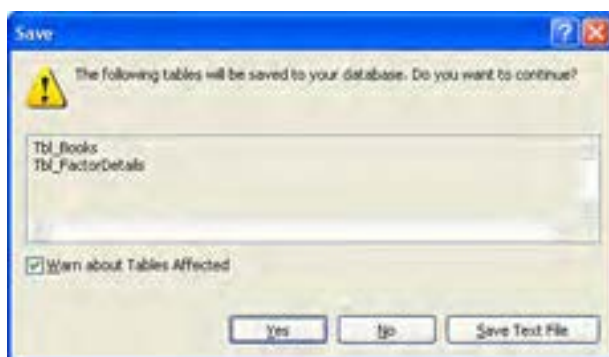 Save
The following tables will be saved to your database. Do you want to continue?
Tbl_Books
Tbl_FactorDetails
Warn about Tables Affected
Yes
No
Save Text File